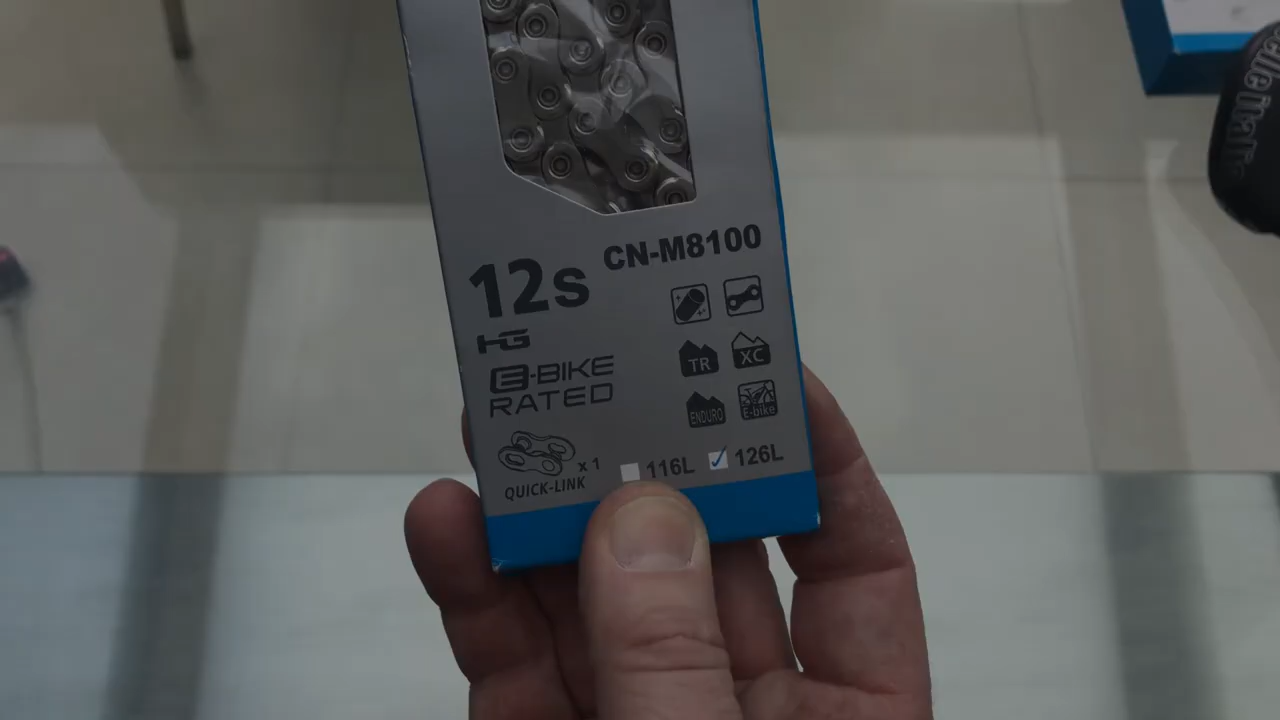 CN-M8100
12s
HG
E-BIKE
RATED
TR
XC
ENDURO
E-bike
x 1
QUICK-LINK
116L
126L